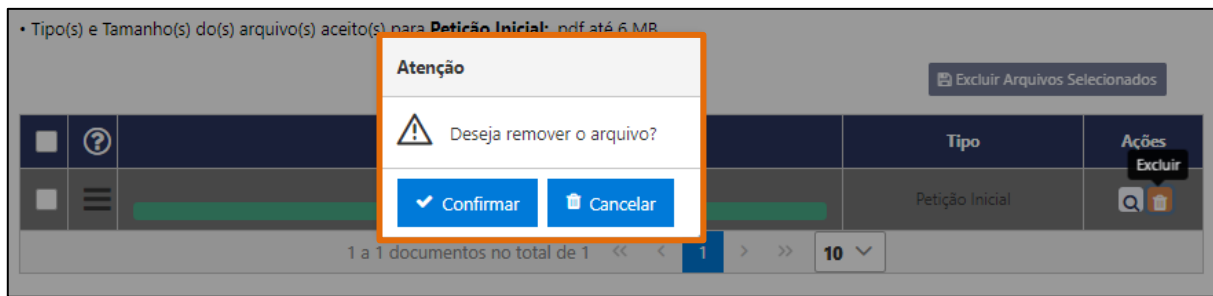 • Tipo(s) e Tamanho(s) do(s) arquivo(s) aceito(s) para Petição Inicial: .pdf até 6 MB
Atenção
Excluir Arquivos Selecionados
Deseja remover o arquivo?
Tipo
Ações
Excluir
Confirmar
Cancelar
Petição Inicial
1 a 1 documentos no total de 1 << < 1 > >> 10